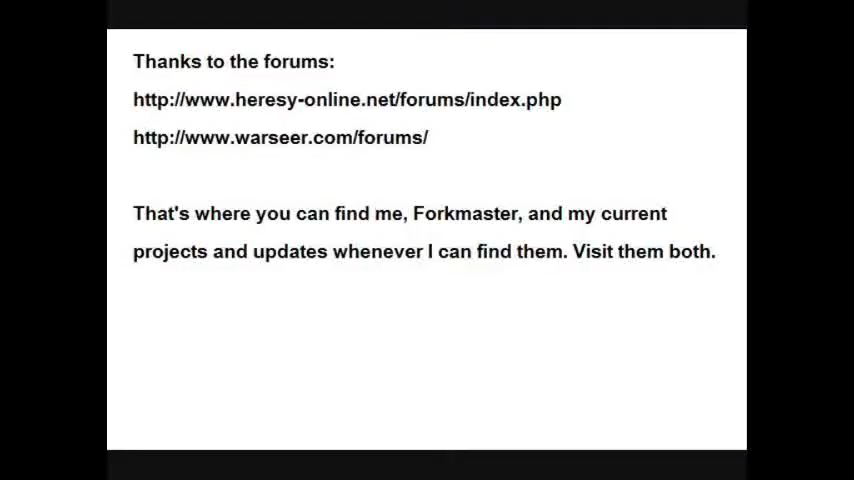 Thanks to the forums:
http://www.heresy-online.net/forums/index.php
http://www.warseer.com/forums/
That's where you can find me, Forkmaster, and my current
projects and updates whenever I can find them. Visit them both.